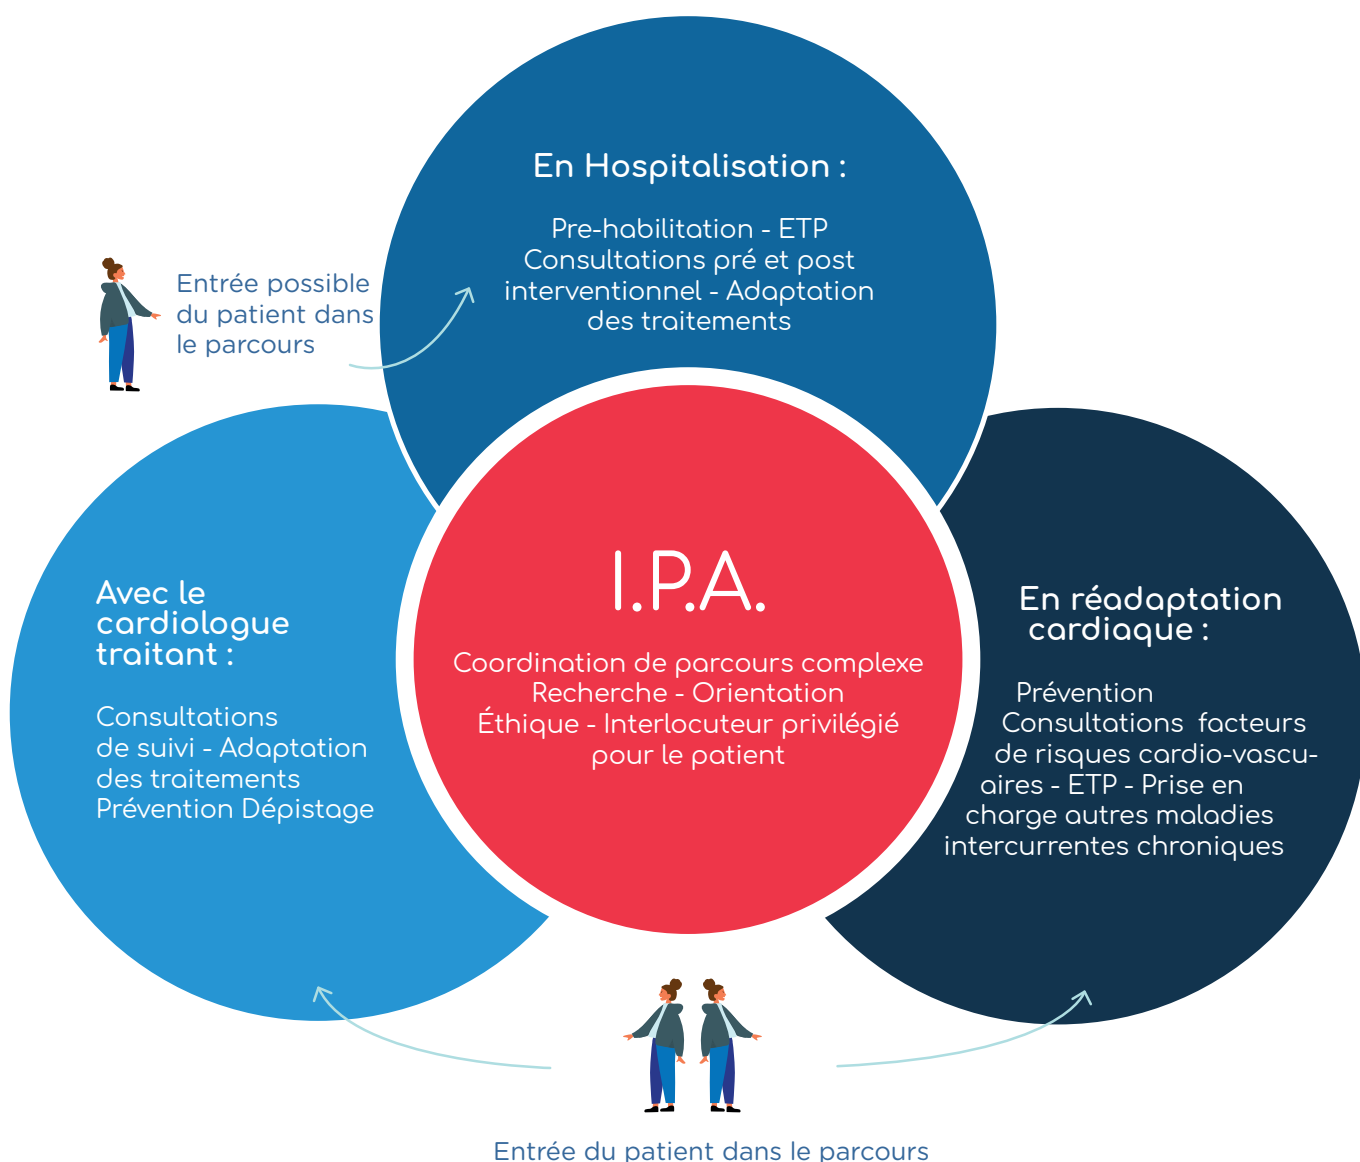 En Hospitalisation :
Pre-habilitation - ETP
Consultations pré et post
interventionnel - Adaptation
des traitements
Entrée possible
du patient dans
le parcours
Avec le
cardiologue
traitant :
Consultations
de suivi - Adaptation
des traitements
Prévention Dépistage
I.P.A.
Coordination de parcours complexe
Recherche - Orientation
Éthique - Interlocuteur privilégié
pour le patient
En réadaptation
cardiaque :
Prévention
Consultations facteurs
de risques cardio-vascu-
aires - ETP - Prise en
charge autres maladies
intercurrentes chroniques
Entrée du patient dans le parcours